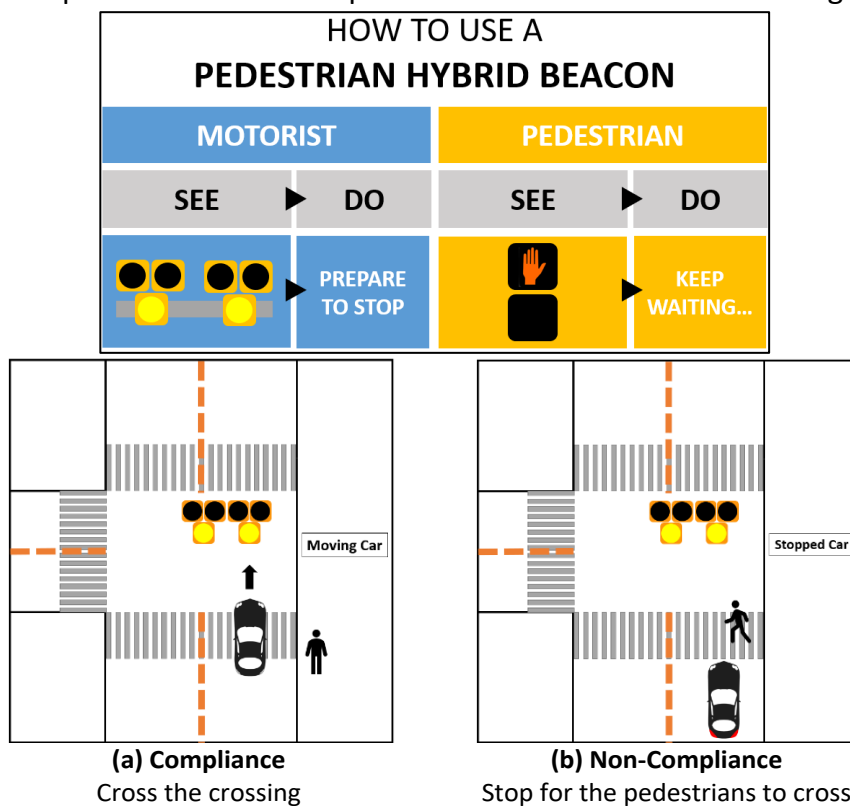 HOW TO USE A
PEDESTRIAN HYBRID BEACON
MOTORIST
PEDESTRIAN
SEE
DO
SEE
DO
PREPARE
TO STOP
KEEP
WAITING...
Moving Car
Stopped Car
(a) Compliance
Cross the crossing
(b) Non-Compliance
Stop for the pedestrians to cross